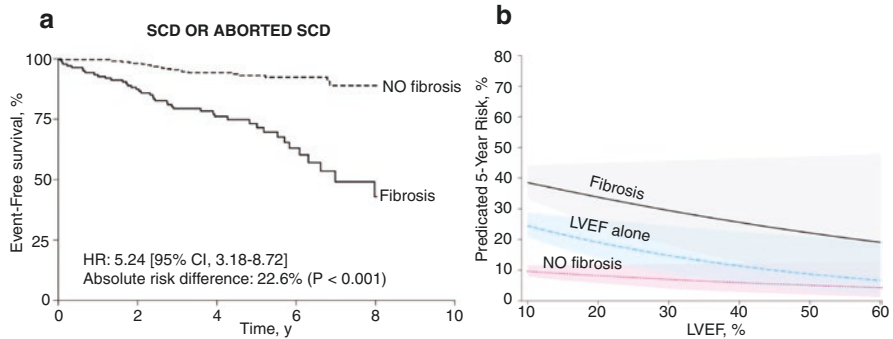 a
SCD OR ABORTED SCD
Event-Free survival, %
100
75
50
25
0
NO fibrosis
Fibrosis
HR: 5.24 [95% CI, 3.18-8.72]
Absolute risk difference: 22.6% (P < 0.001)
0 2 4 6 8 10
Time, y
b
Predicated 5-Year Risk, %
80
70
60
50
40
30
20
10
0
Fibrosis
LVEF alone
NO fibrosis
10 20 30 40 50 60
LVEF, %